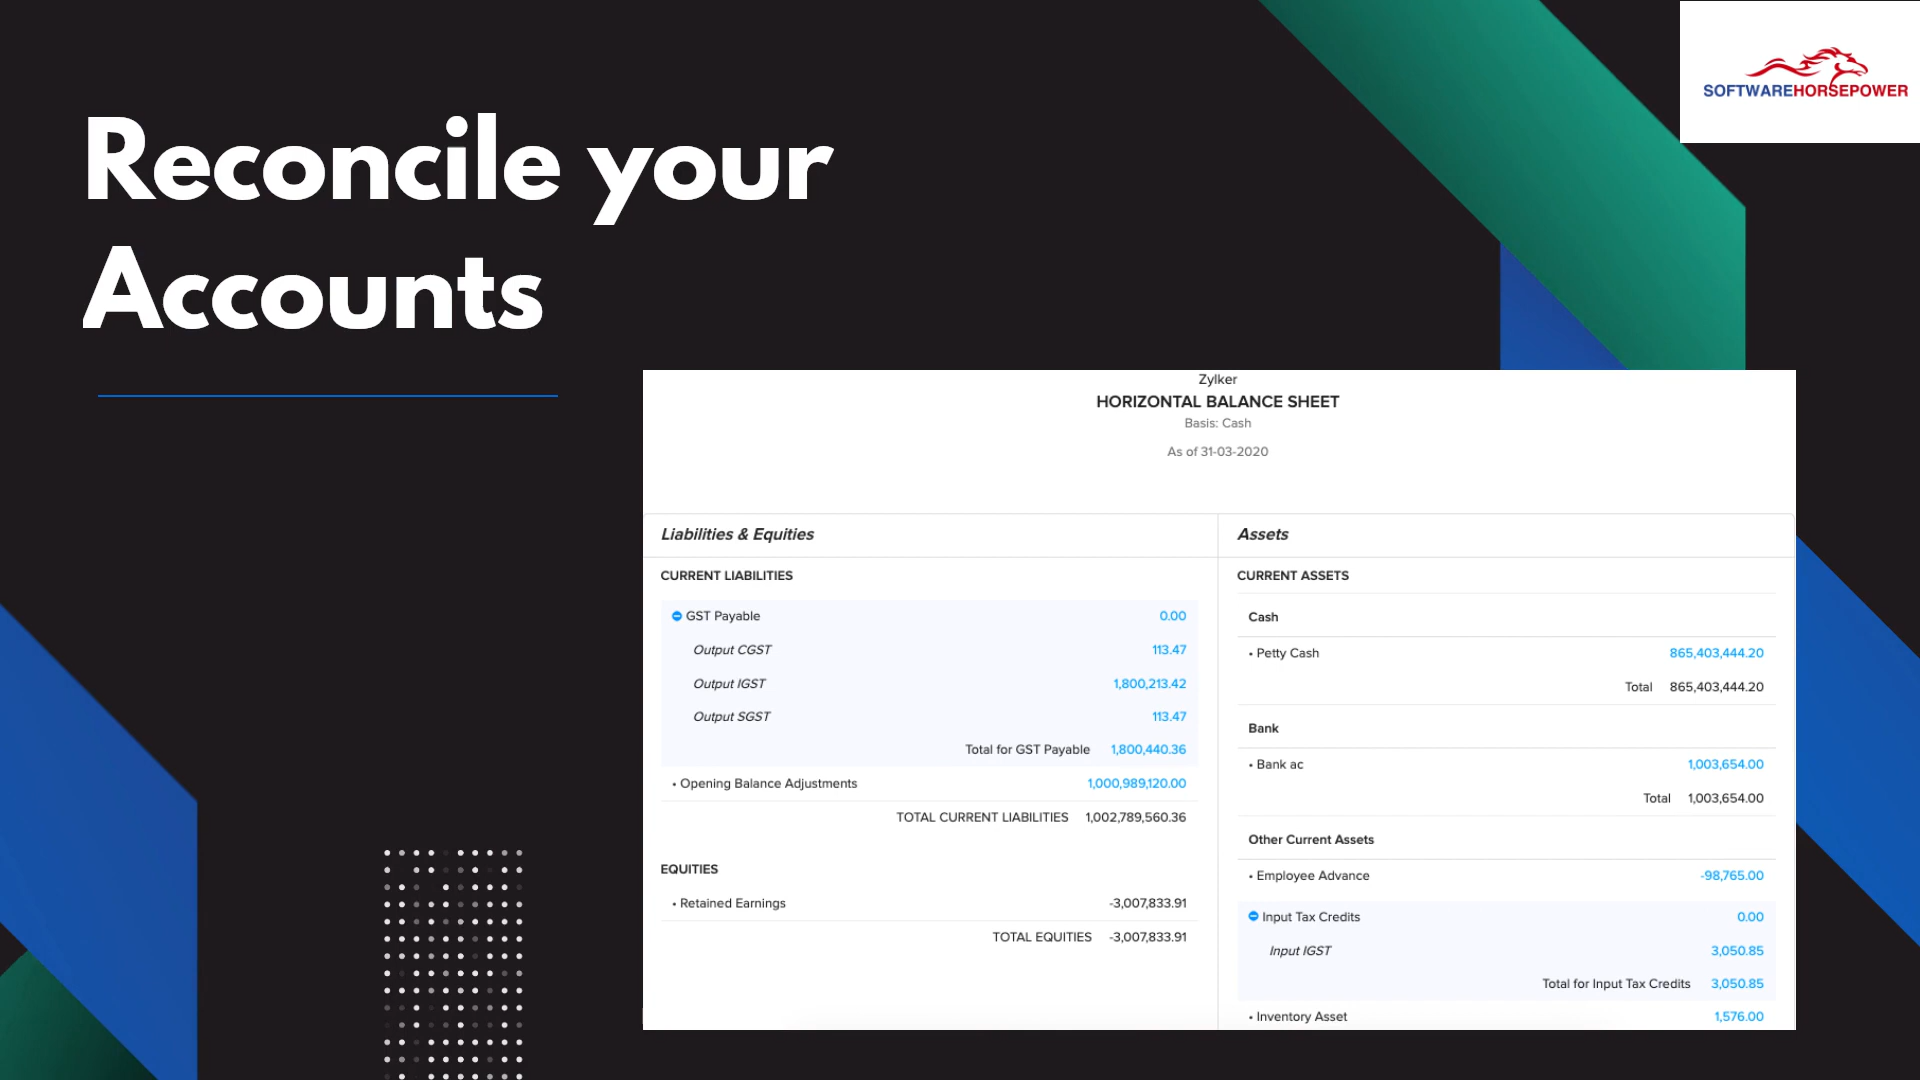 SOFTWAREHORSEPOWER
Reconcile your
Accounts
Zylker
HORIZONTAL BALANCE SHEET
Basis: Cash
As of 31-03-2020
Liabilities & Equities
CURRENT LIABILITIES
GST Payable 0.00
Output CGST 113.47
Output IGST 1,800,213.42
Output SGST 113.47
Total for GST Payable 1,800,440.36
• Opening Balance Adjustments 1,000,989,120.00
TOTAL CURRENT LIABILITIES 1,002,789,560.36
EQUITIES
• Retained Earnings -3,007,833.91
TOTAL EQUITIES -3,007,833.91
Assets
CURRENT ASSETS
Cash
• Petty Cash 865,403,444.20
Total 865,403,444.20
Bank
• Bank ac 1,003,654.00
Total 1,003,654.00
Other Current Assets
• Employee Advance -98,765.00
Input Tax Credits 0.00
Input IGST 3,050.85
Total for Input Tax Credits 3,050.85
• Inventory Asset 1,576.00